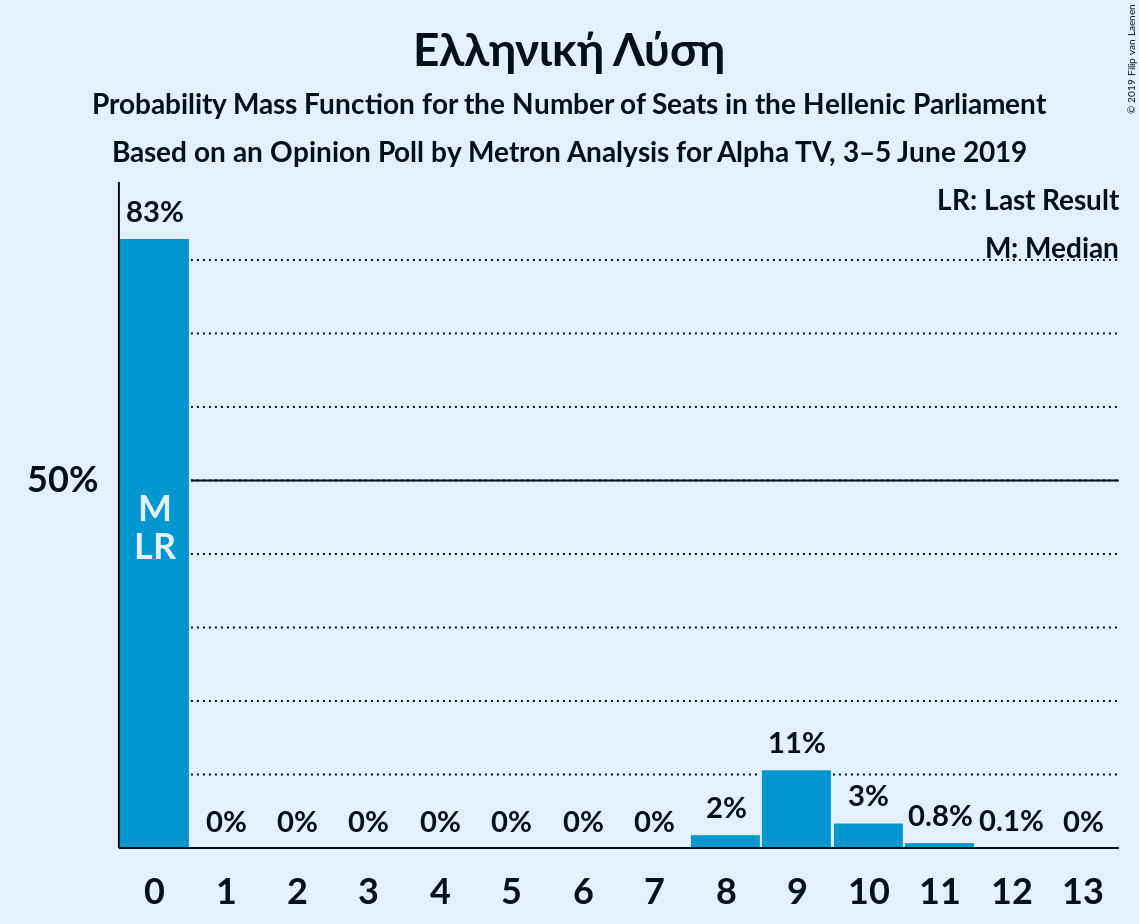 Ελληνική Λύση
Probability Mass Function for the Number of Seats in the Hellenic Parliament
Based on an Opinion Poll by Metron Analysis for Alpha TV, 3–5 June 2019
© 2019 Filip van Laenen
LR: Last Result
M: Median
83%
50%
M
LR
0% 0% 0% 0% 0% 0% 0% 2% 11% 3% 0.8% 0.1% 0%
0 1 2 3 4 5 6 7 8 9 10 11 12 13